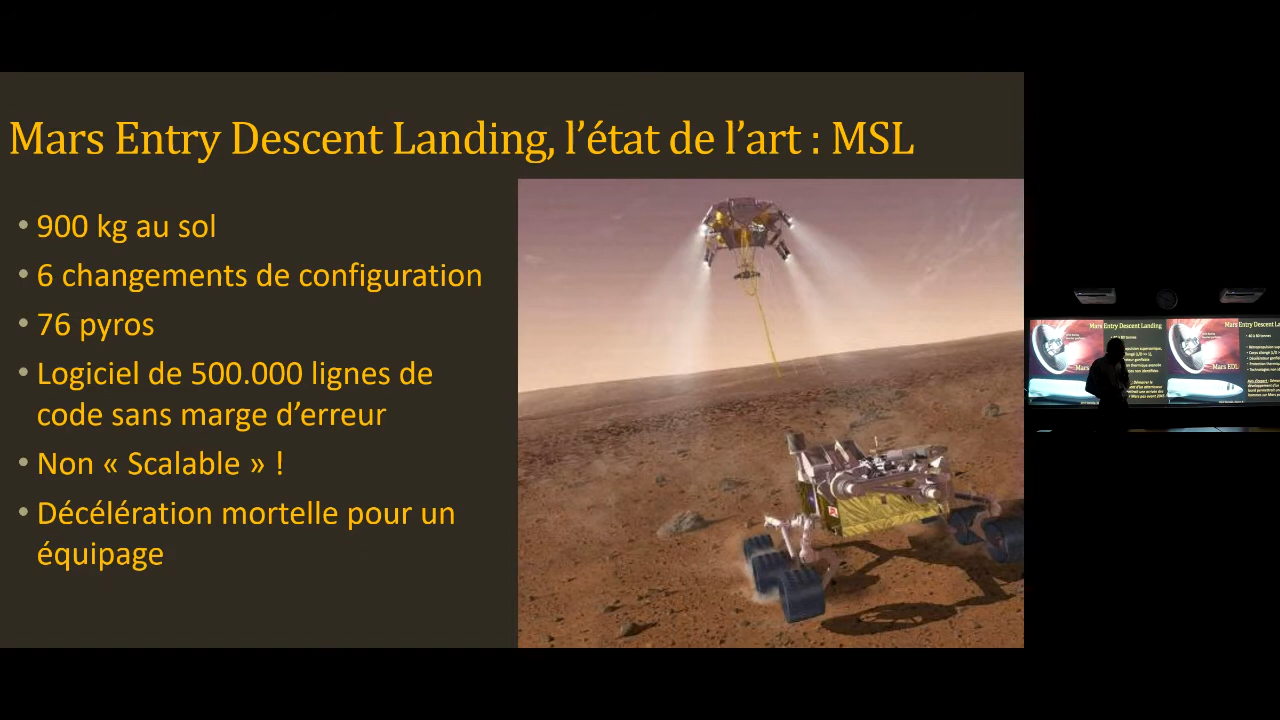 Mars Entry Descent Landing, l’état de l’art : MSL
• 900 kg au sol
• 6 changements de configuration
• 76 pyros
• Logiciel de 500.000 lignes de
code sans marge d’erreur
• Non « Scalable » !
• Décélération mortelle pour un
équipage
Mars Entry Descent Landing
Mars EDL